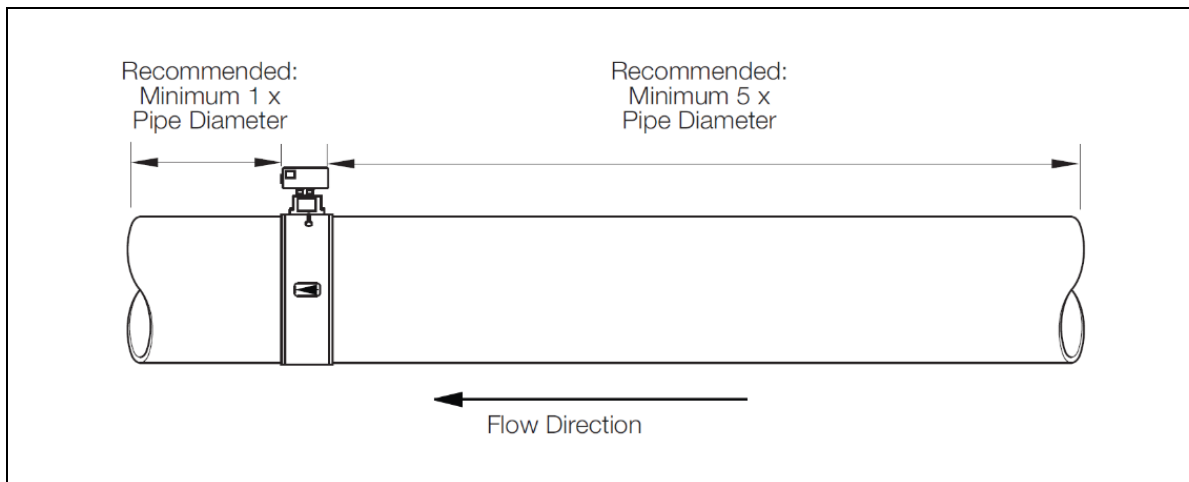 Recommended:
Minimum 1 x
Pipe Diameter
Recommended:
Minimum 5 x
Pipe Diameter
Flow Direction